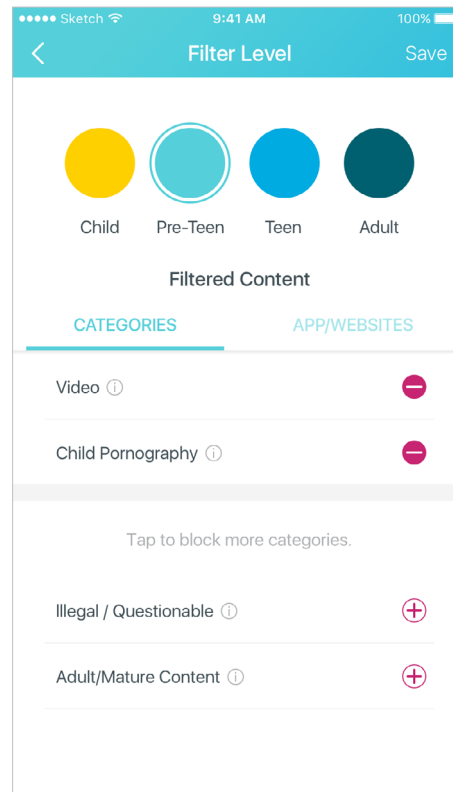 Sketch 9:41 AM 100%
Filter Level Save
Child Pre-Teen Teen Adult
Filtered Content
CATEGORIES APP/WEBSITES
Video
Child Pornography
Tap to block more categories.
Illegal / Questionable
Adult/Mature Content